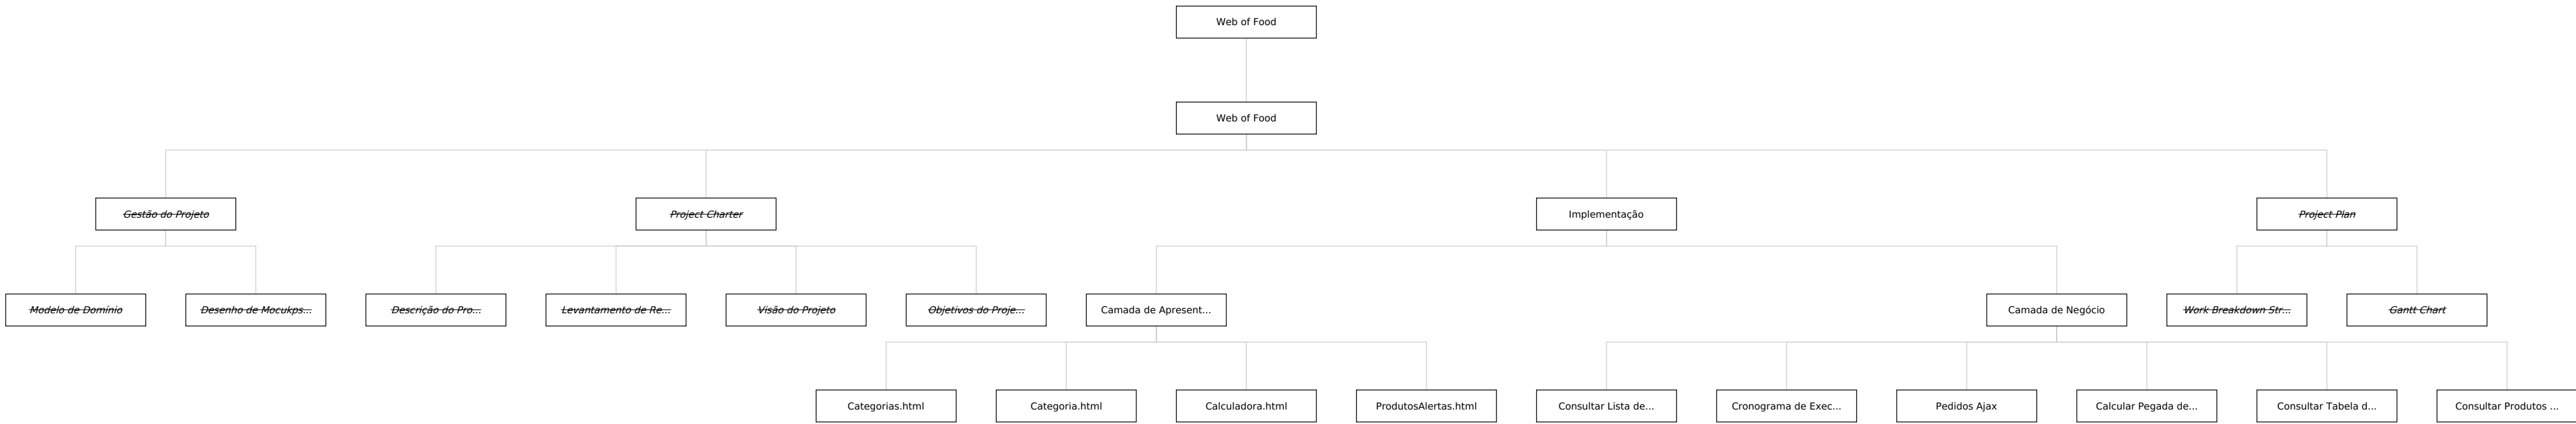 Web of Food
Web of Food
Gestão do Projeto
Project Charter
Implementação
Project Plan
Modelo de Domínio
Desenho de Mocukps...
Descrição do Pro...
Levantamento de Re...
Visão do Projeto
Objetivos do Proje...
Camada de Apresent...
Camada de Negócio
Work Breakdown Str...
Gantt Chart
Categorias.html
Categoria.html
Calculadora.html
ProdutosAlertas.html
Consultar Lista de...
Cronograma de Exec...
Pedidos Ajax
Calcular Pegada de...
Consultar Tabela d...
Consultar Produtos ...